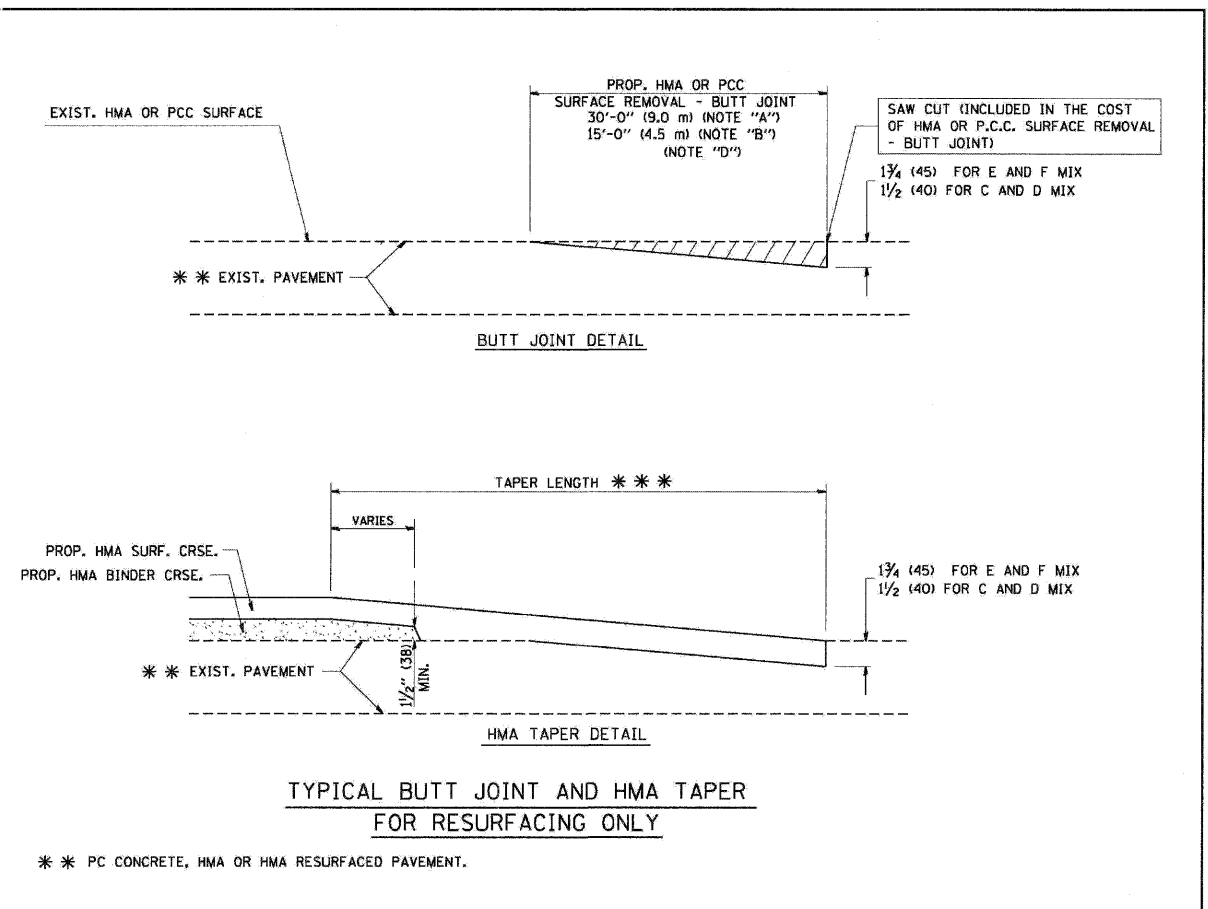 PROP. HMA OR PCC
SURFACE REMOVAL - BUTT JOINT
30'-0" (9.0 m) (NOTE "A")
15'-0" (4.5 m) (NOTE "B")
(NOTE "D")
EXIST. HMA OR PCC SURFACE
SAW CUT (INCLUDED IN THE COST
OF HMA OR P.C.C. SURFACE REMOVAL
- BUTT JOINT)
1¾ (45) FOR E AND F MIX
1½ (40) FOR C AND D MIX
* * EXIST. PAVEMENT
BUTT JOINT DETAIL
TAPER LENGTH * * *
VARIES
PROP. HMA SURF. CRSE.
PROP. HMA BINDER CRSE.
1¾ (45) FOR E AND F MIX
1½ (40) FOR C AND D MIX
* * EXIST. PAVEMENT
1½" (38)
MIN.
HMA TAPER DETAIL
TYPICAL BUTT JOINT AND HMA TAPER
FOR RESURFACING ONLY
* * PC CONCRETE, HMA OR HMA RESURFACED PAVEMENT.